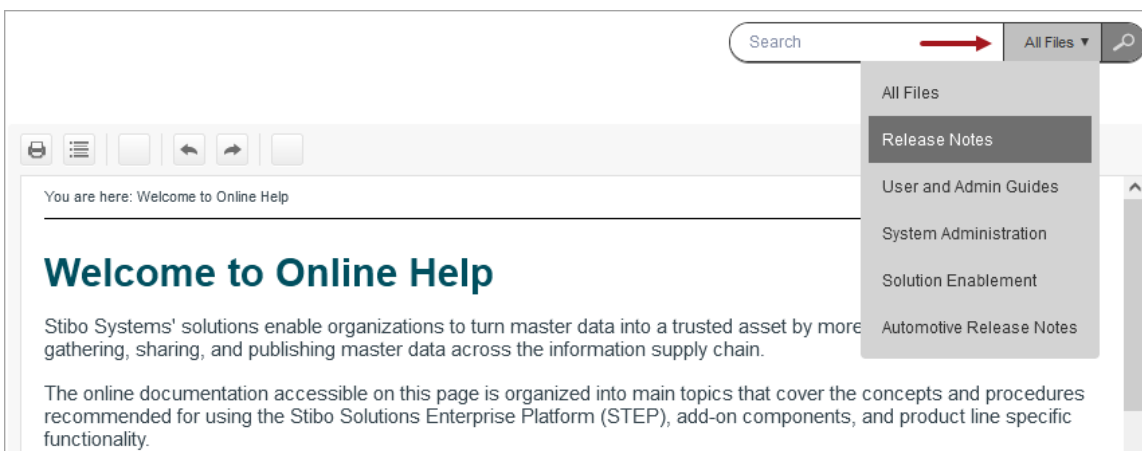 Search
All Files ▼
All Files
Release Notes
User and Admin Guides
System Administration
Solution Enablement
Automotive Release Notes
You are here: Welcome to Online Help
Welcome to Online Help
Stibo Systems' solutions enable organizations to turn master data into a trusted asset by more
gathering, sharing, and publishing master data across the information supply chain.
The online documentation accessible on this page is organized into main topics that cover the concepts and procedures
recommended for using the Stibo Solutions Enterprise Platform (STEP), add-on components, and product line specific
functionality.